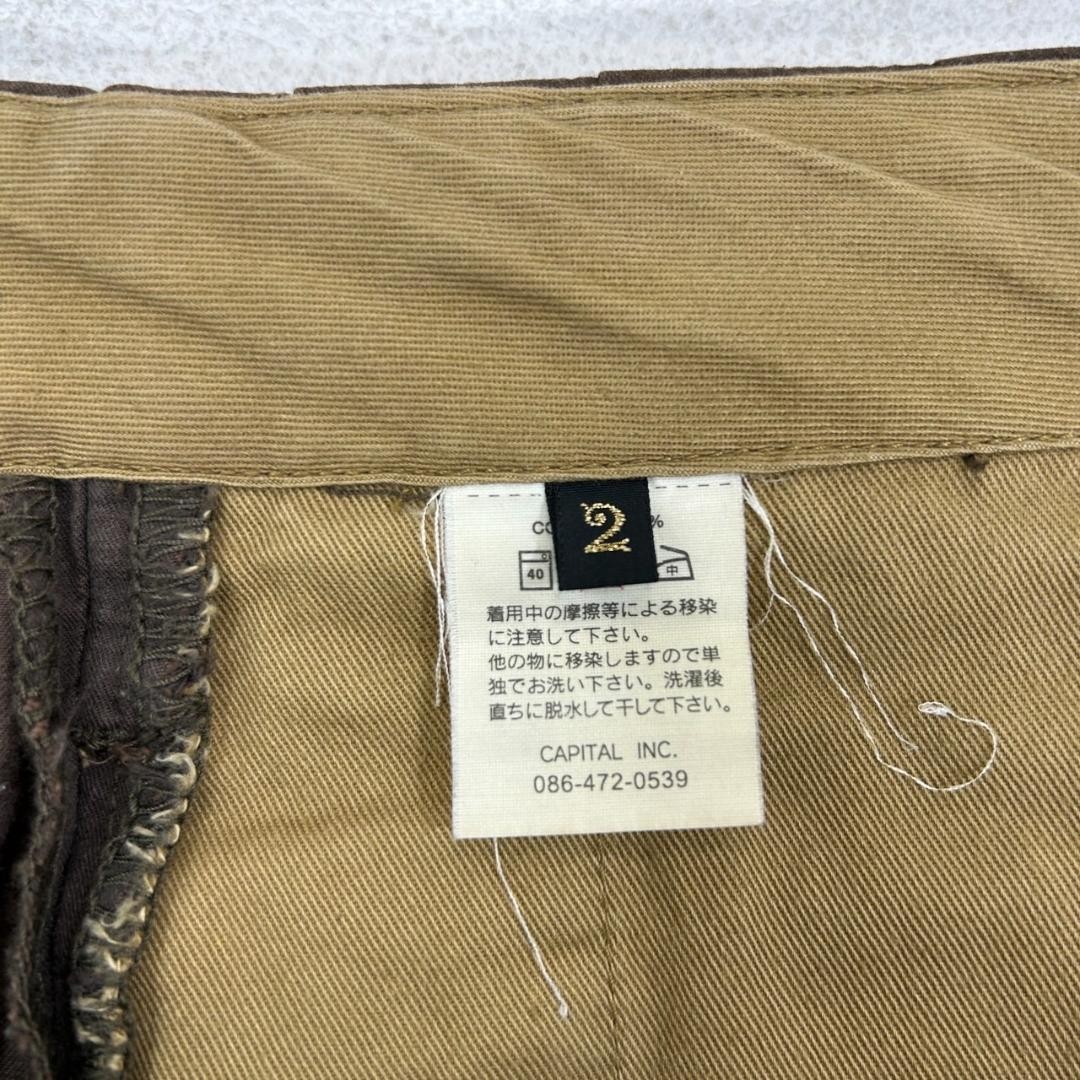 2
40
中
着用中の摩擦等による移染
に注意して下さい。
他の物に移染しますので単
独でお洗い下さい。洗濯後
直ちに脱水して干して下さい。
CAPITAL INC.
086-472-0539